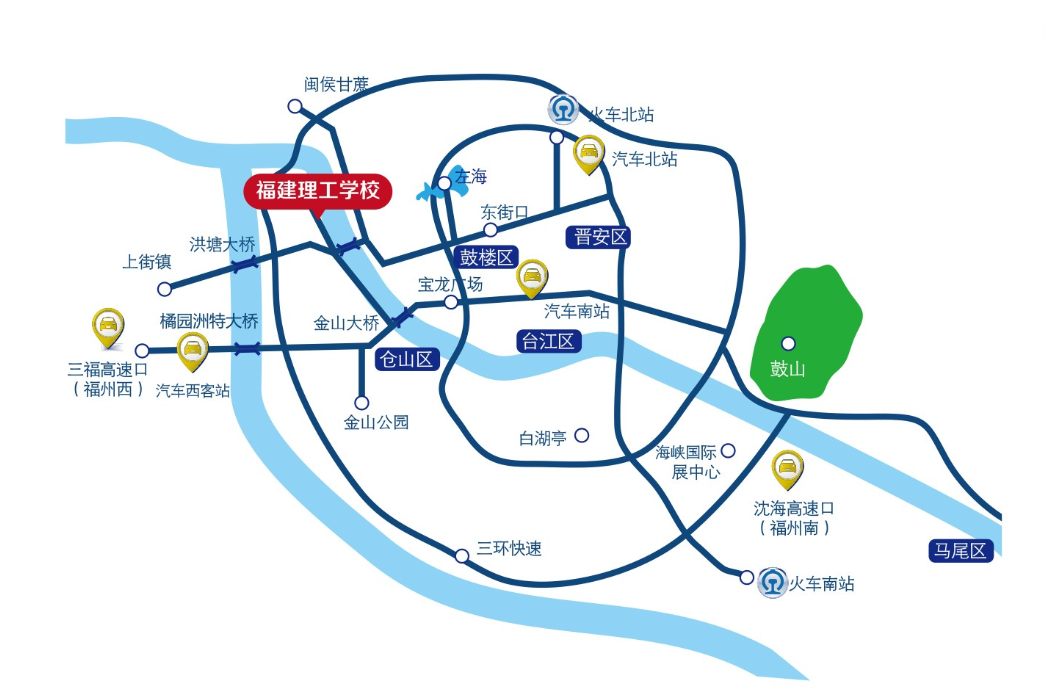 闽侯甘蔗
火车北站
汽车北站
左海
福建理工学校
东街口
晋安区
洪塘大桥
鼓楼区
上街镇
宝龙广场
汽车南站
橘园洲特大桥
金山大桥
台江区
仓山区
三福高速口
（福州西）
汽车西客站
鼓山
金山公园
白湖亭
海峡国际
展中心
沈海高速口
（福州南）
三环快速
马尾区
火车南站